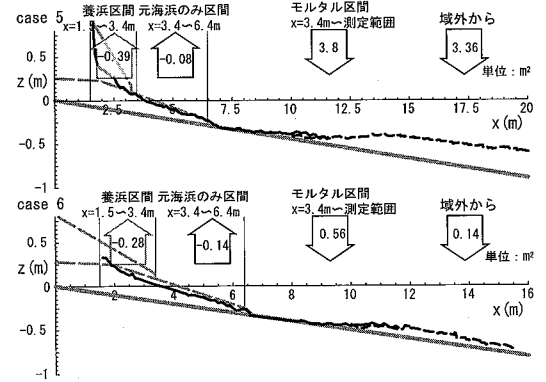 case 5
養浜区間 元海浜のみ区間
x=1.5〜3.4m x=3.4〜6.4m
モルタル区間
x=3.4m〜測定範囲
域外から
-0.39
-0.08
3.8
3.36
単位：m²
0.5
z(m)
0
-0.5
-1
2.5
5
7.5
10
12.5
15
17.5
20
x(m)
case 6
養浜区間 元海浜のみ区間
x=1.5〜3.4m x=3.4〜6.4m
モルタル区間
x=3.4m〜測定範囲
域外から
-0.28
-0.14
0.56
0.14
単位：m²
0.5
z(m)
0
-0.5
-1
2
4
6
8
10
12
14
16
x(m)